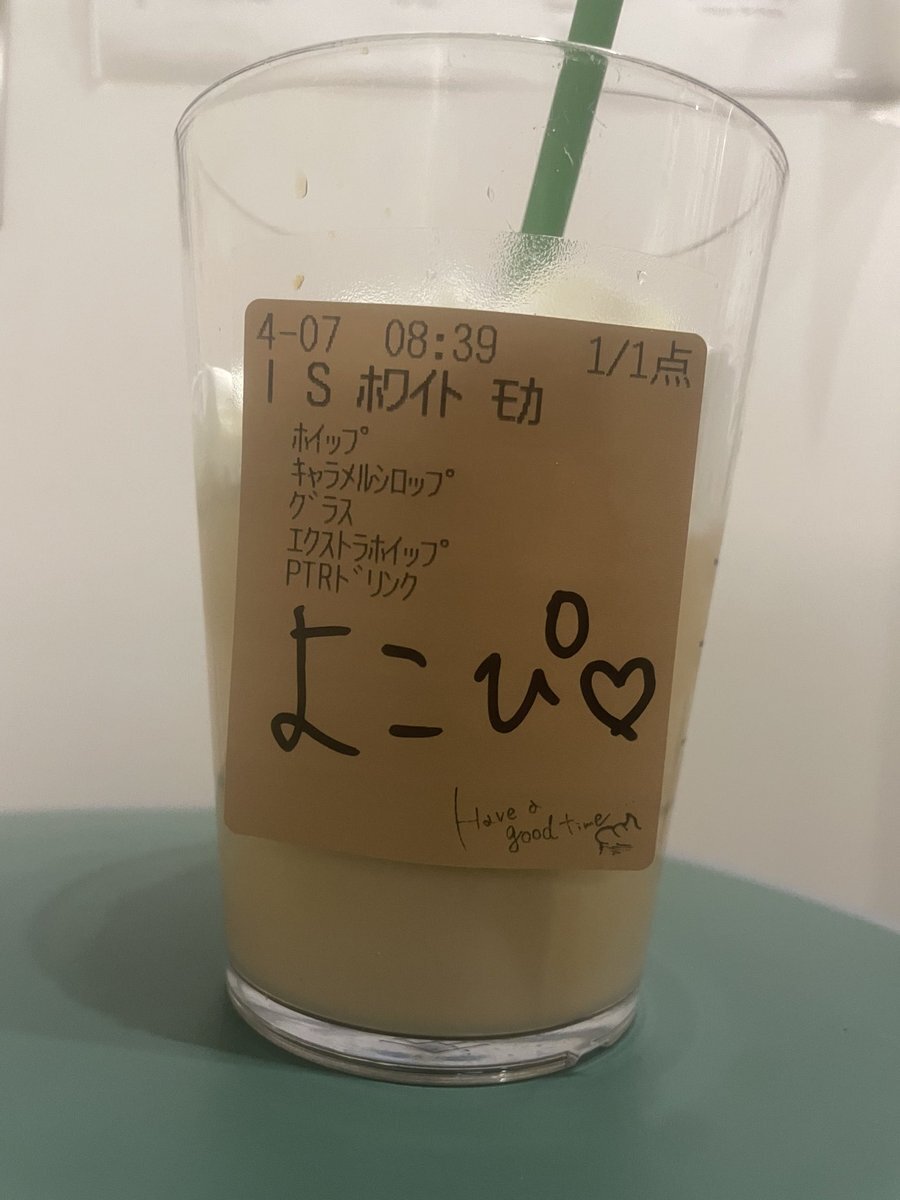 4-07 08:39 1/1点
I S ホワイト モカ
ホイップ
キャラメルシロップ
グラス
エクストラホイップ
PTRドリンク
よこぴ♡
Have a
good time